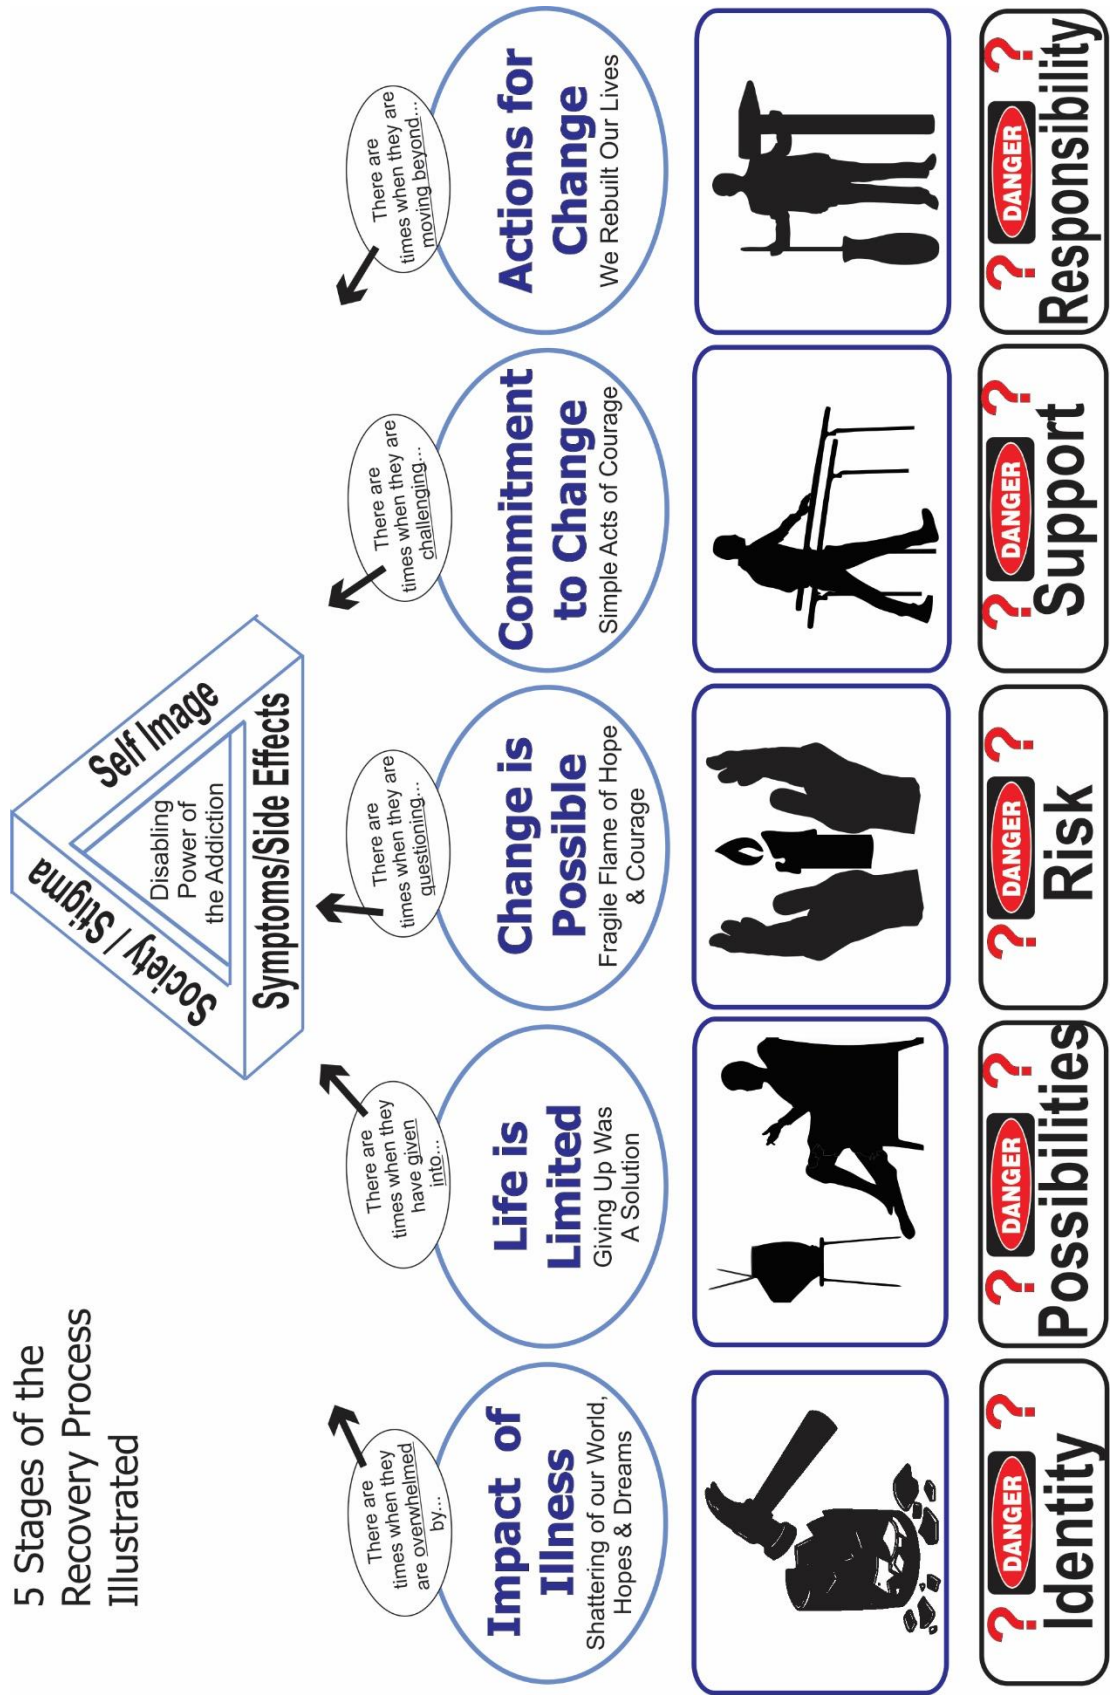 5 Stages of the
Recovery Process
Illustrated
Society / Stigma
Self Image
Disabling
Power of
the Addiction
Symptoms/Side Effects
There are
times when they
are overwhelmed
by...
Impact of
Illness
Shattering of our World,
Hopes & Dreams
? DANGER ?
Identity
There are
times when they
have given
into...
Life is
Limited
Giving Up Was
A Solution
? DANGER ?
Possibilities
There are
times when they are
questioning...
Change is
Possible
Fragile Flame of Hope
& Courage
? DANGER ?
Risk
There are
times when they are
challenging...
Commitment
to Change
Simple Acts of Courage
? DANGER ?
Support
There are
times when they are
moving beyond...
Actions for
Change
We Rebuilt Our Lives
? DANGER ?
Responsibility